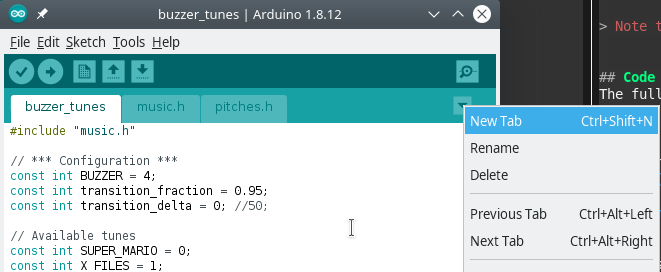 buzzer_tunes | Arduino 1.8.12
File Edit Sketch Tools Help
buzzer_tunes music.h pitches.h
#include "music.h"
// *** Configuration ***
const int BUZZER = 4;
const int transition_fraction = 0.95;
const int transition_delta = 0; //50;
// Available tunes
const int SUPER_MARIO = 0;
const int X_FILES = 1;
New Tab Ctrl+Shift+N
Rename
Delete
Previous Tab Ctrl+Alt+Left
Next Tab Ctrl+Alt+Right
> Note t
## Code
The full